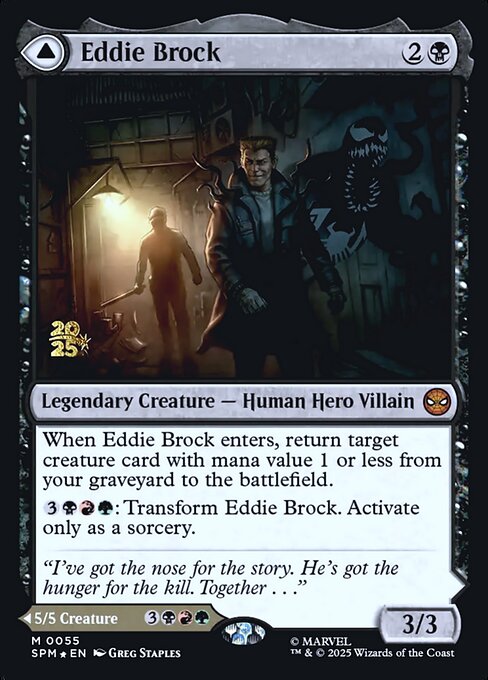 Eddie Brock 2
2025
Legendary Creature — Human Hero Villain
When Eddie Brock enters, return target
creature card with mana value 1 or less from
your graveyard to the battlefield.
3: Transform Eddie Brock. Activate
only as a sorcery.
“I’ve got the nose for the story. He’s got the
hunger for the kill. Together . . .”
5/5 Creature 3
3/3
M 0055
SPM★EN Greg Staples
© MARVEL
™ & © 2025 Wizards of the Coast